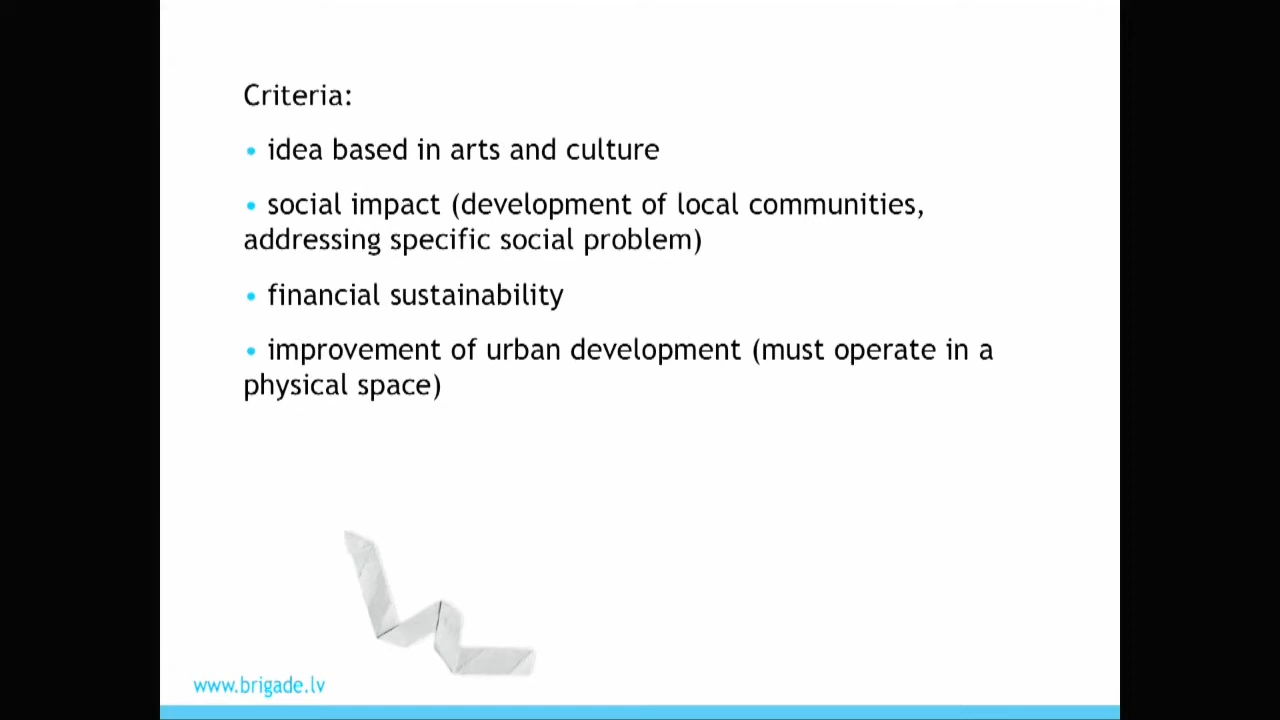 Criteria:
• idea based in arts and culture
• social impact (development of local communities,
addressing specific social problem)
• financial sustainability
• improvement of urban development (must operate in a
physical space)
www.brigade.lv